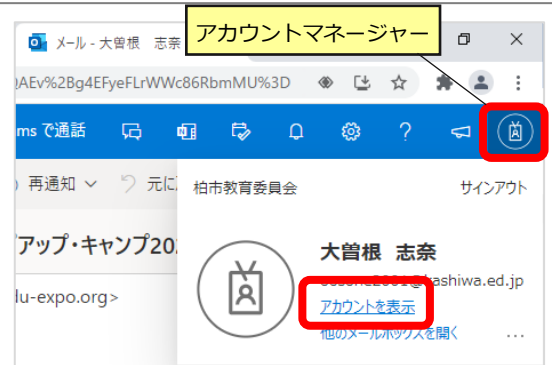 アカウントマネージャー
メール - 大曽根 志奈
QAEv%2Bg4EFyeFLrWWc86RbmMU%3D
ms で通話
再通知
元に
柏市教育委員会
サインアウト
アップ・キャンプ20
大曽根 志奈
@kashiwa.ed.jp
du-expo.org>
アカウントを表示
他のメールボックスを開く
...